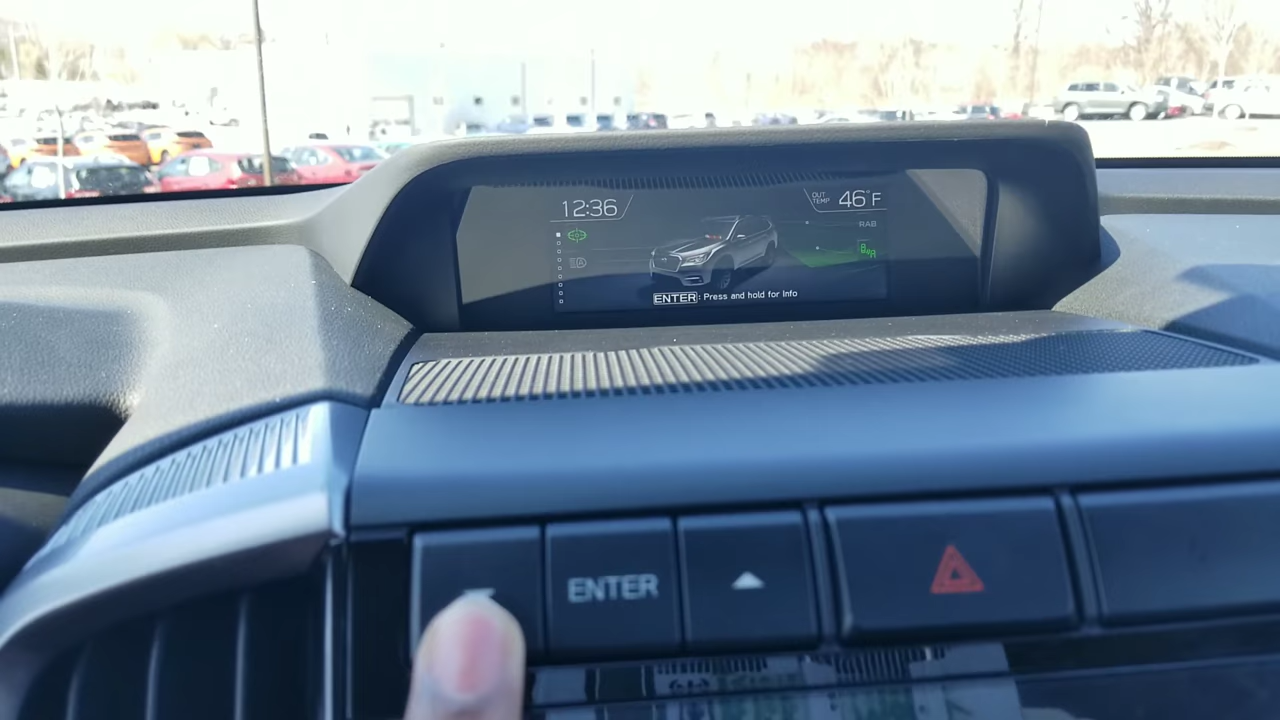 12:36
OUT
TEMP
46°F
RAB
ENTER: Press and hold for Info
ENTER